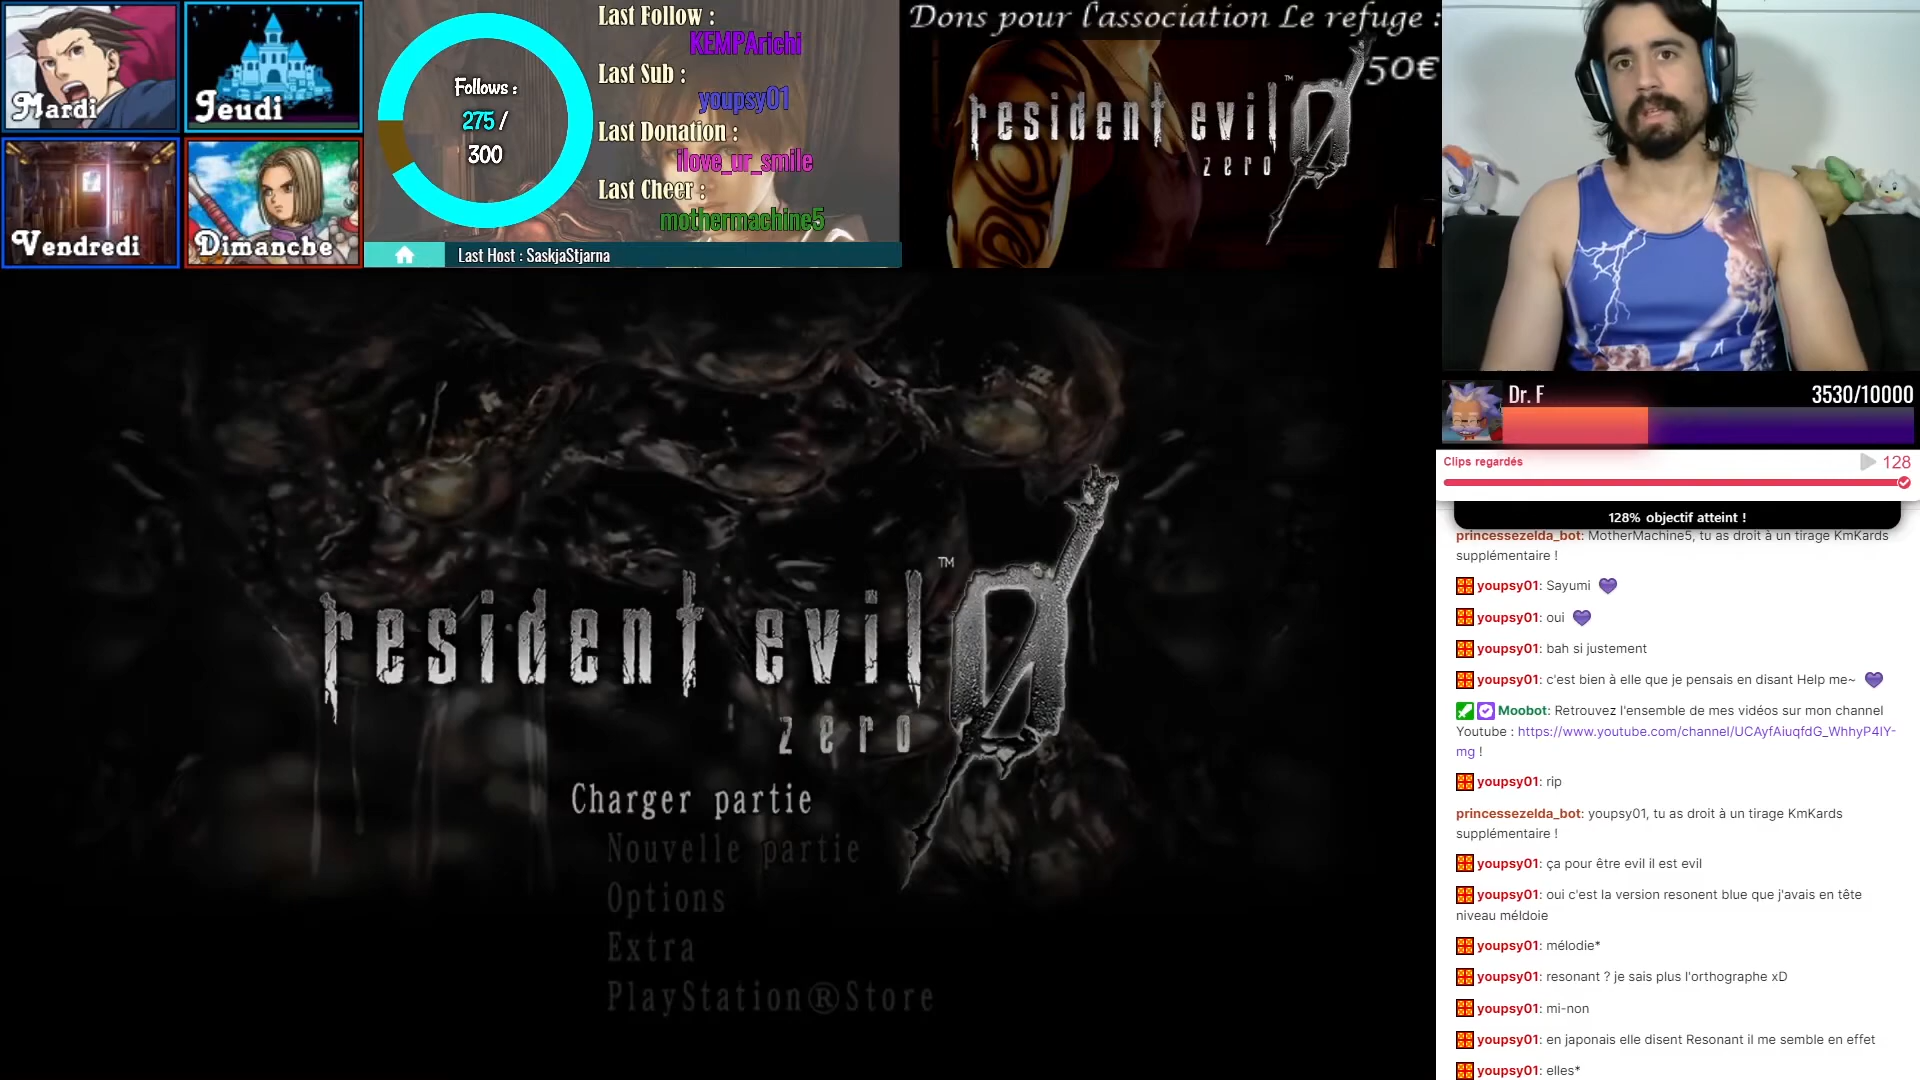 Mardi
Jeudi
Vendredi
Dimanche
Follows :
275 /
300
Last Follow :
KEMPArichi
Last Sub :
youpsy01
Last Donation :
ilove_ur_smile
Last Cheer :
mothermachine5
Last Host : SaskjaStjarna
Dons pour l'association Le refuge :
50€
resident evil 0 ™
zero
Dr. F
3530/10000
Clips regardés
128
128% objectif atteint !
princessezelda_bot: MotherMachine5, tu as droit à un tirage KmKards
supplémentaire !
youpsy01: Sayumi 💜
youpsy01: oui 💜
youpsy01: bah si justement
youpsy01: c'est bien à elle que je pensais en disant Help me~ 💜
Moobot: Retrouvez l'ensemble de mes vidéos sur mon channel
Youtube : https://www.youtube.com/channel/UCAyfAiuqfdG_WhhyP4IY-
mg !
youpsy01: rip
princessezelda_bot: youpsy01, tu as droit à un tirage KmKards
supplémentaire !
youpsy01: ça pour être evil il est evil
youpsy01: oui c'est la version resonent blue que j'avais en tête
niveau méldoie
youpsy01: mélodie*
youpsy01: resonant ? je sais plus l'orthographe xD
youpsy01: mi-non
youpsy01: en japonais elle disent Resonant il me semble en effet
youpsy01: elles*
resident evil 0 ™
zero
Charger partie
Nouvelle partie
Options
Extra
PlayStation®Store